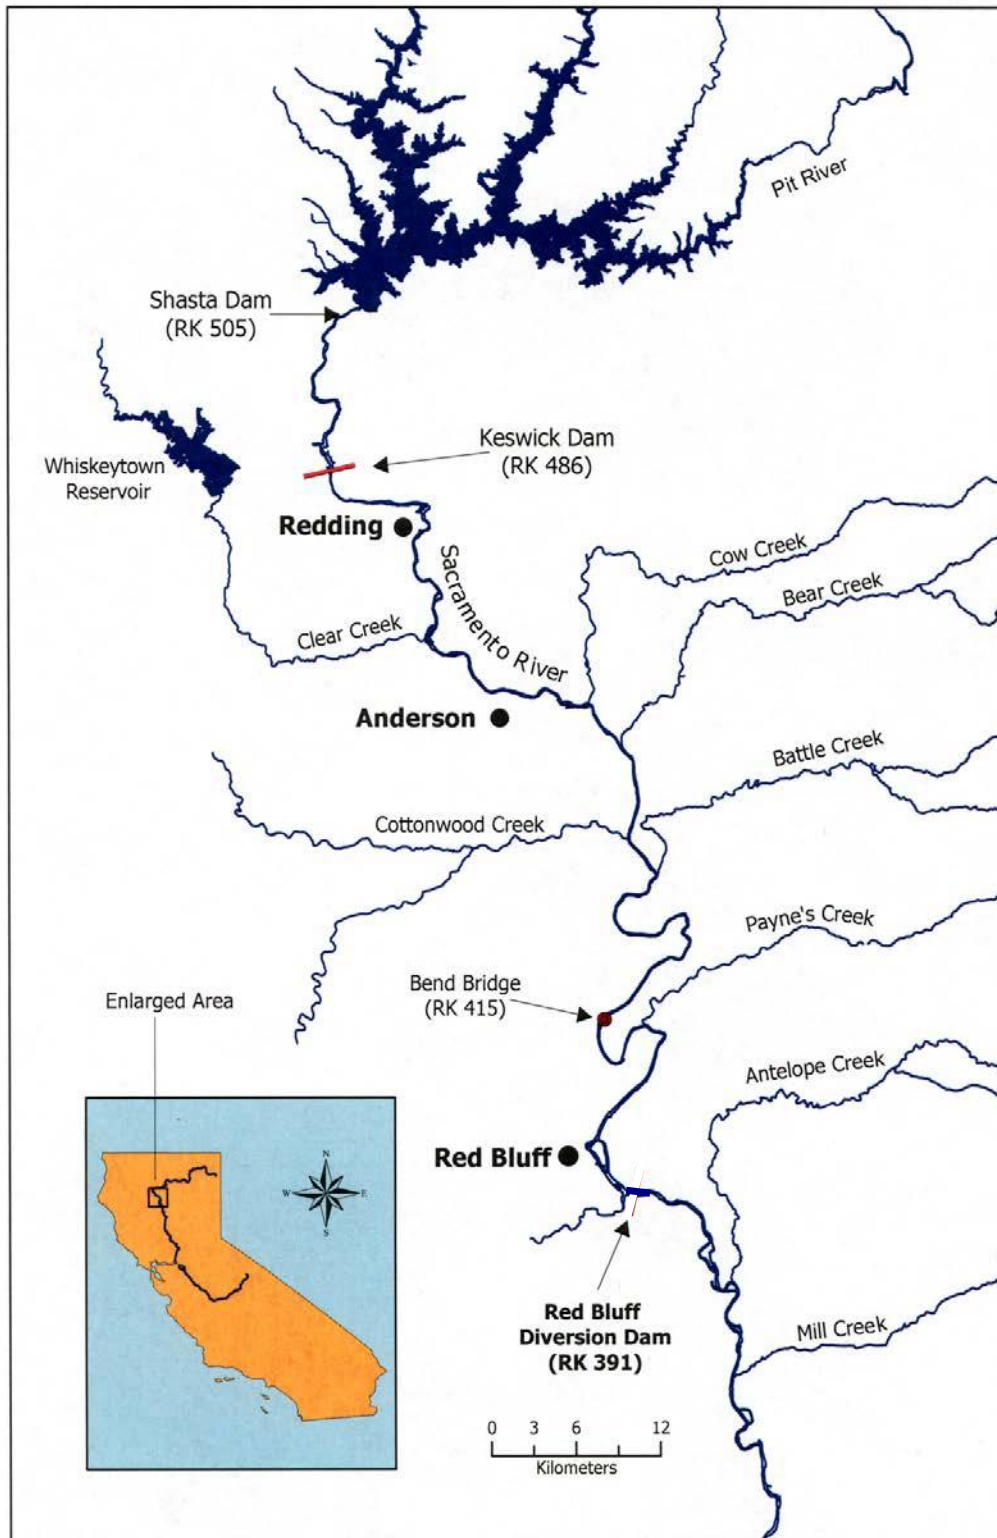 Pit River
Shasta Dam
(RK 505)
Keswick Dam
(RK 486)
Whiskeytown
Reservoir
Redding
Sacramento River
Cow Creek
Bear Creek
Clear Creek
Anderson
Battle Creek
Cottonwood Creek
Payne's Creek
Bend Bridge
(RK 415)
Enlarged Area
Antelope Creek
Red Bluff
N
W
E
S
Red Bluff
Diversion Dam
(RK 391)
Mill Creek
0 3 6 12
Kilometers